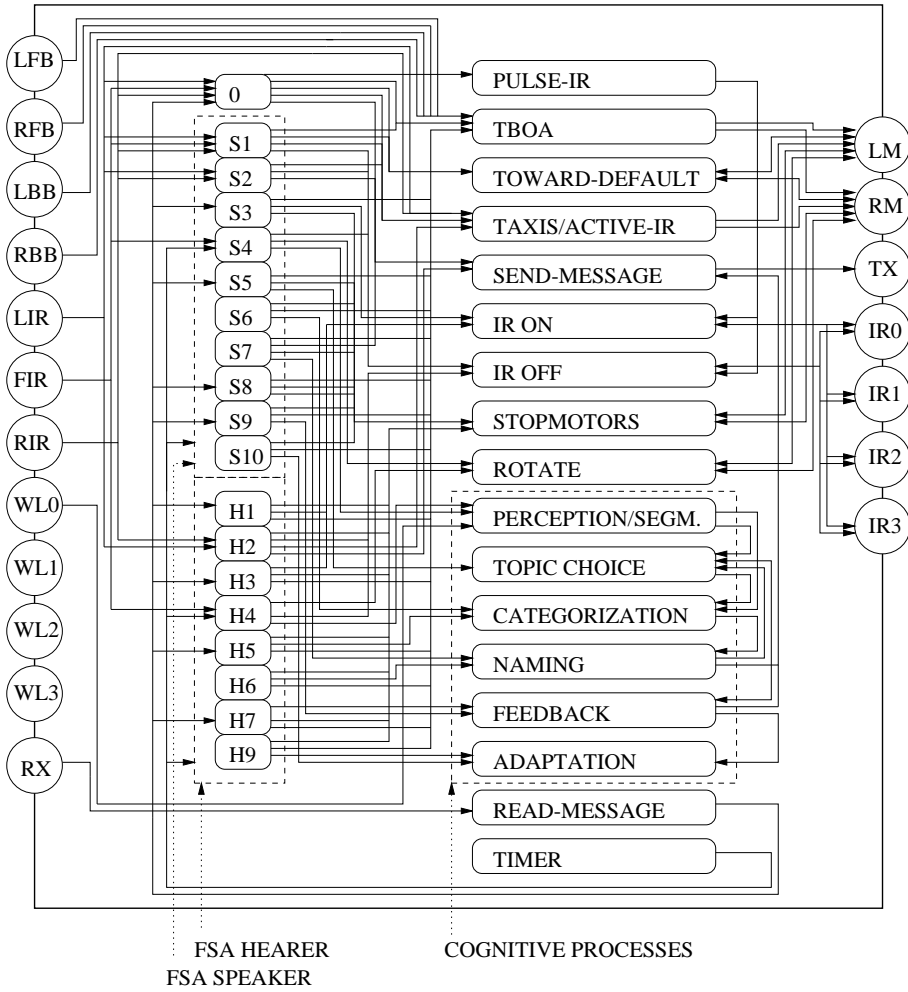 LFB
RFB
LBB
RBB
LIR
FIR
RIR
WL0
WL1
WL2
WL3
RX
0
S1
S2
S3
S4
S5
S6
S7
S8
S9
S10
H1
H2
H3
H4
H5
H6
H7
H9
PULSE-IR
TBOA
TOWARD-DEFAULT
TAXIS/ACTIVE-IR
SEND-MESSAGE
IR ON
IR OFF
STOPMOTORS
ROTATE
PERCEPTION/SEGM.
TOPIC CHOICE
CATEGORIZATION
NAMING
FEEDBACK
ADAPTATION
READ-MESSAGE
TIMER
LM
RM
TX
IR0
IR1
IR2
IR3
FSA HEARER
COGNITIVE PROCESSES
FSA SPEAKER